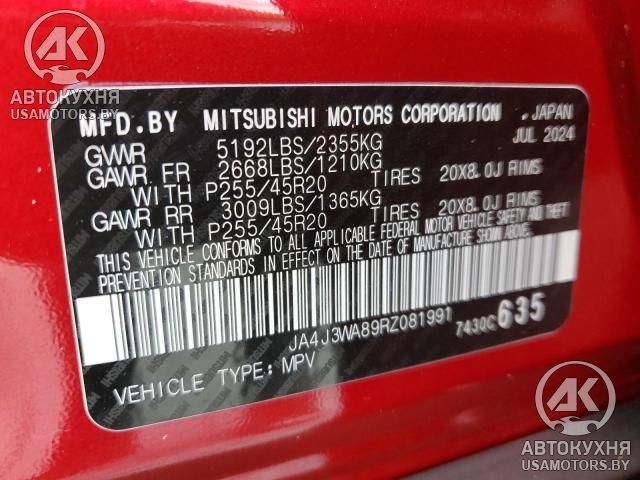 AK
АВТОКУХНЯ
USAMOTORS.BY
MFD.BY MITSUBISHI MOTORS CORPORATION JAPAN
JUL 2024
GVWR 5192LBS/2355KG
GAWR FR 2668LBS/1210KG
WITH P255/45R20 TIRES 20X8.0J RIMS
GAWR RR 3009LBS/1365KG
WITH P255/45R20 TIRES 20X8.0J RIMS
THIS VEHICLE CONFORMS TO ALL APPLICABLE FEDERAL MOTOR VEHICLE SAFETY AND THEFT
PREVENTION STANDARDS IN EFFECT ON THE DATE OF MANUFACTURE SHOWN ABOVE.
JA4J3WA89RZ081991
7430C 635
VEHICLE TYPE: MPV
AK
АВТОКУХНЯ
USAMOTORS.BY